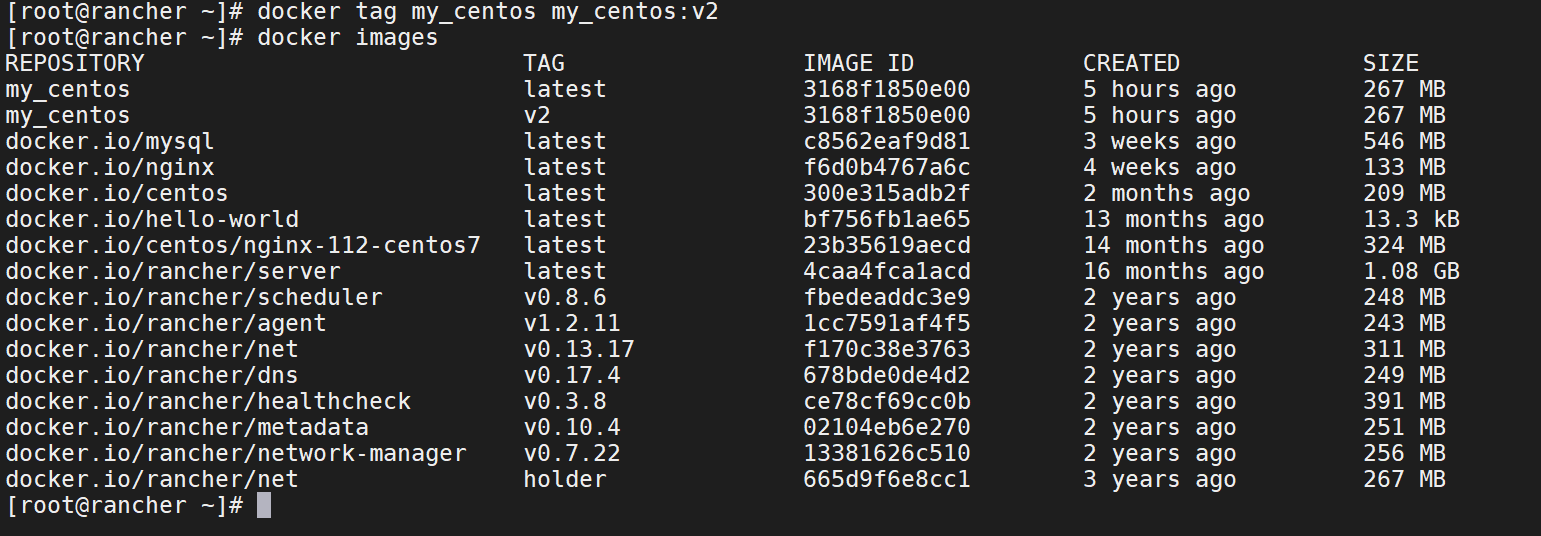 [root@rancher ~]# docker tag my_centos my_centos:v2
[root@rancher ~]# docker images
REPOSITORY                           TAG                 IMAGE ID            CREATED             SIZE
my_centos                            latest              3168f1850e00        5 hours ago         267 MB
my_centos                            v2                  3168f1850e00        5 hours ago         267 MB
docker.io/mysql                      latest              c8562eaf9d81        3 weeks ago         546 MB
docker.io/nginx                      latest              f6d0b4767a6c        4 weeks ago         133 MB
docker.io/centos                     latest              300e315adb2f        2 months ago        209 MB
docker.io/hello-world                latest              bf756fb1ae65        13 months ago       13.3 kB
docker.io/centos/nginx-112-centos7   latest              23b35619aecd        14 months ago       324 MB
docker.io/rancher/server             latest              4caa4fca1acd        16 months ago       1.08 GB
docker.io/rancher/scheduler          v0.8.6              fbedeaddc3e9        2 years ago         248 MB
docker.io/rancher/agent              v1.2.11             1cc7591af4f5        2 years ago         243 MB
docker.io/rancher/net                v0.13.17            f170c38e3763        2 years ago         311 MB
docker.io/rancher/dns                v0.17.4             678bde0de4d2        2 years ago         249 MB
docker.io/rancher/healthcheck        v0.3.8              ce78cf69cc0b        2 years ago         391 MB
docker.io/rancher/metadata           v0.10.4             02104eb6e270        2 years ago         251 MB
docker.io/rancher/network-manager    v0.7.22             13381626c510        2 years ago         256 MB
docker.io/rancher/net                holder              665d9f6e8cc1        3 years ago         267 MB
[root@rancher ~]#